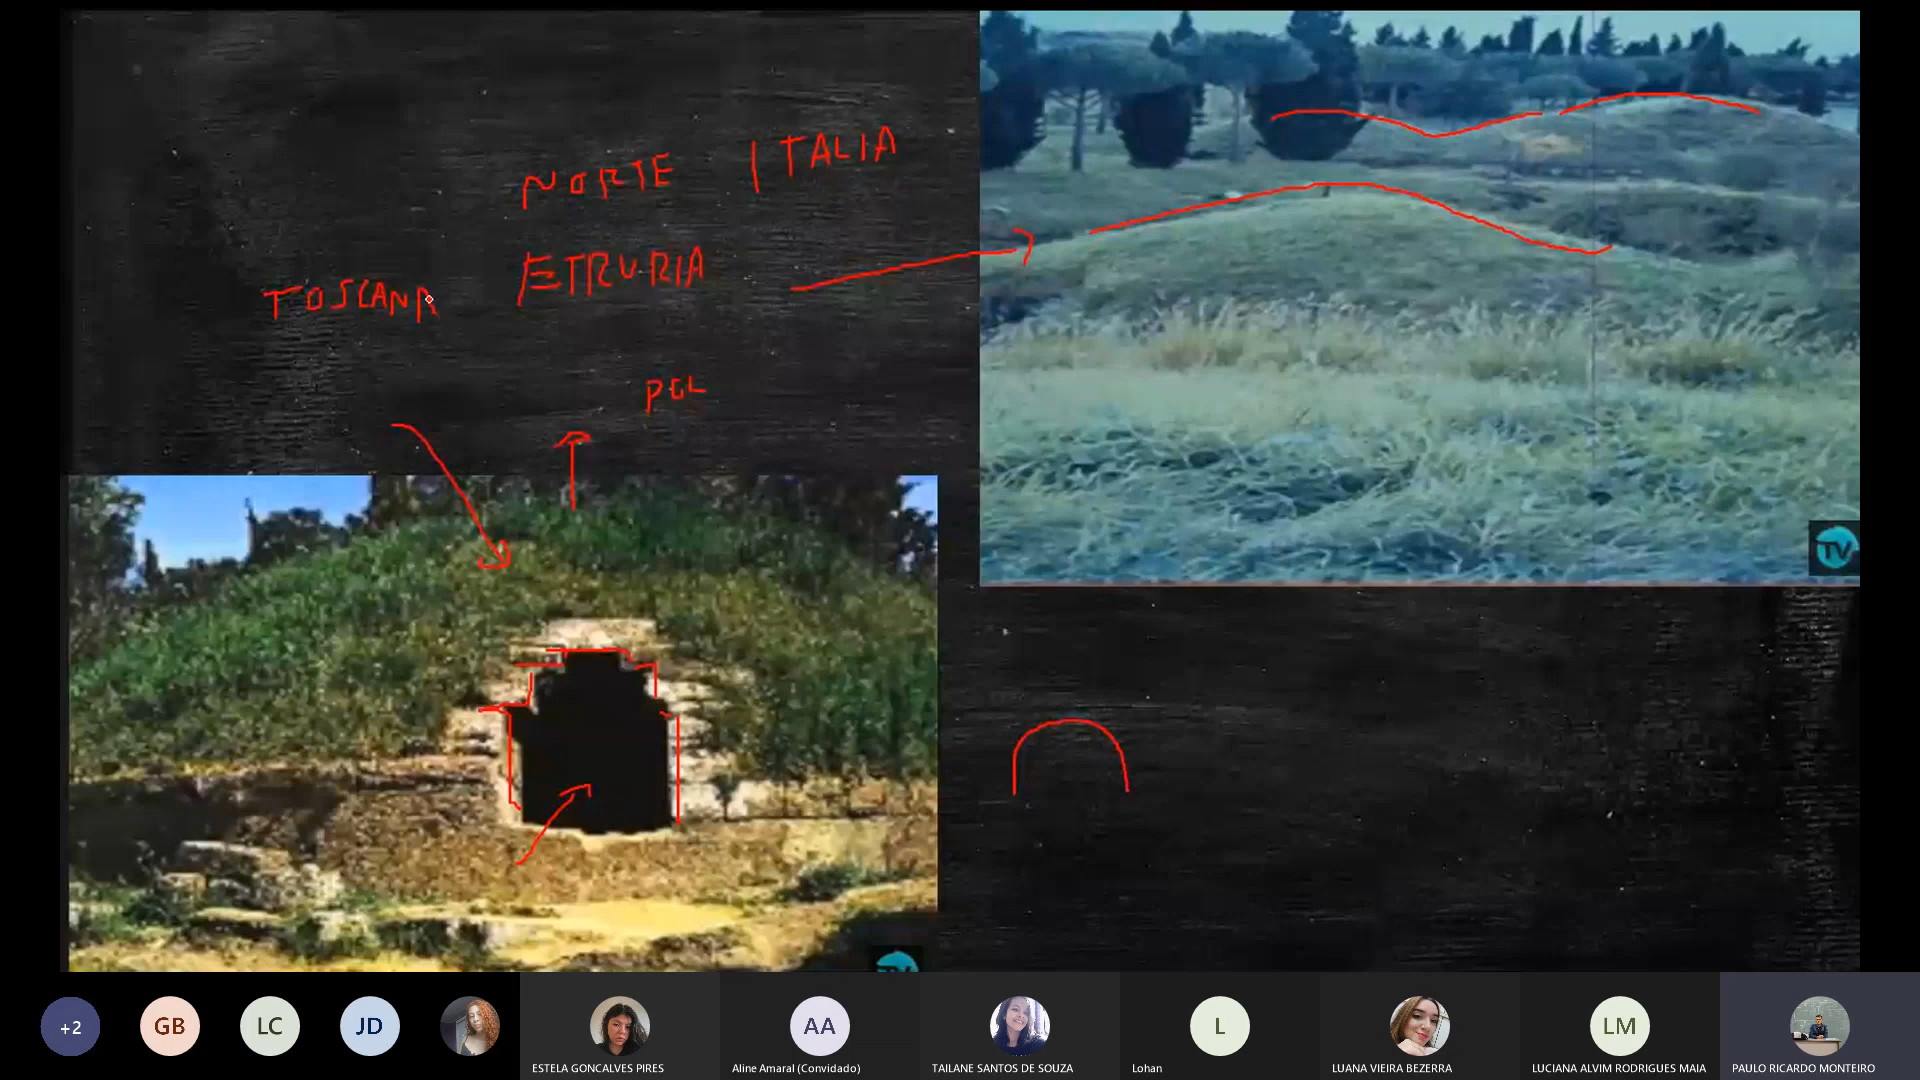 NORTE ITALIA
ETRURIA
TOSCANA
TV
+2
GB
LC
JD
AA
L
LM
ESTELA GONCALVES PIRES
Aline Amaral (Convidado)
TAILANE SANTOS DE SOUZA
Lohan
LUANA VIEIRA BEZERRA
LUCIANA ALVIM RODRIGUES MAIA
PAULO RICARDO MONTEIRO